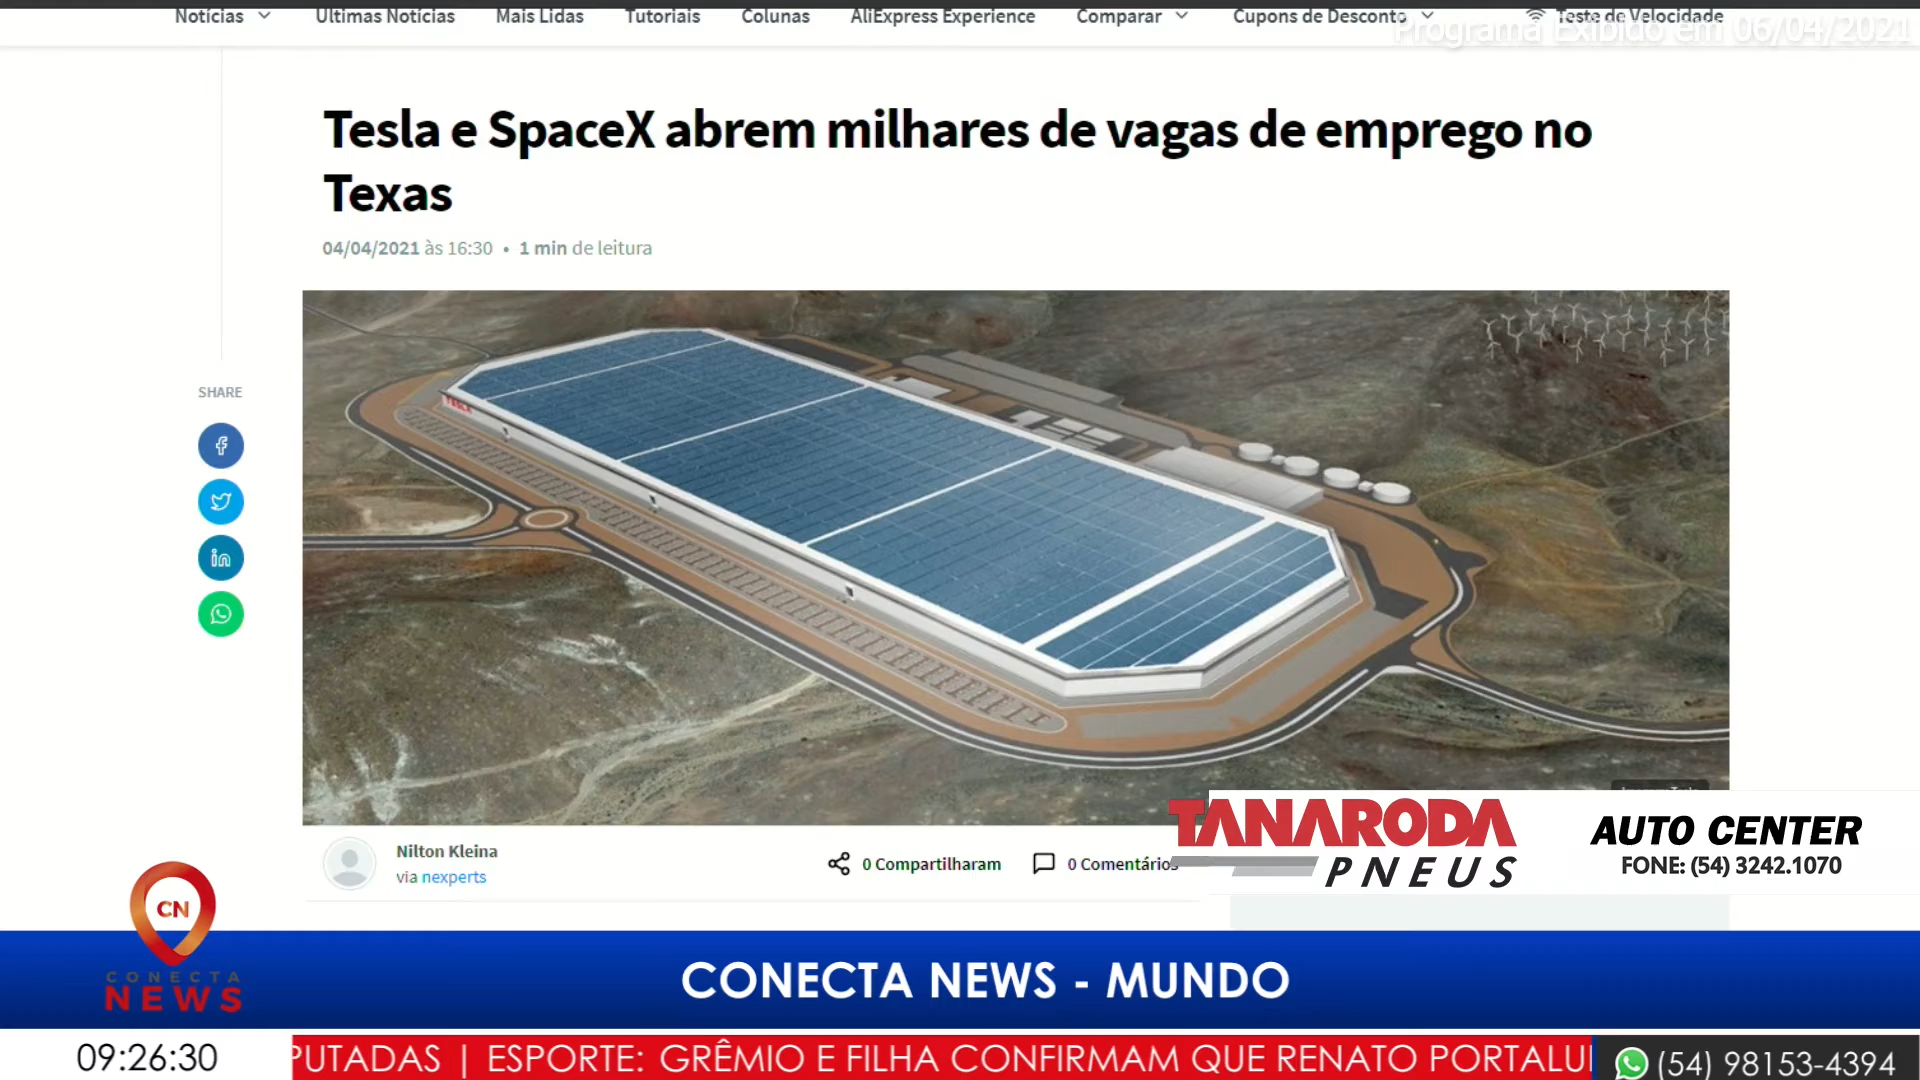 Notícias
Últimas Notícias
Mais Lidas
Tutoriais
Colunas
AliExpress Experience
Comparar
Cupons de Desconto
Teste de Velocidade
Programa Exibido em 06/04/2021
Tesla e SpaceX abrem milhares de vagas de emprego no
Texas
04/04/2021 às 16:30 • 1 min de leitura
SHARE
TESLA
Nilton Kleina
via nexperts
0 Compartilharam
0 Comentários
TANARODA
PNEUS
AUTO CENTER
FONE: (54) 3242.1070
CN
CONECTA
NEWS
CONECTA NEWS - MUNDO
09:26:30
PUTADAS | ESPORTE: GRÊMIO E FILHA CONFIRMAM QUE RENATO PORTALU
(54) 98153-4394